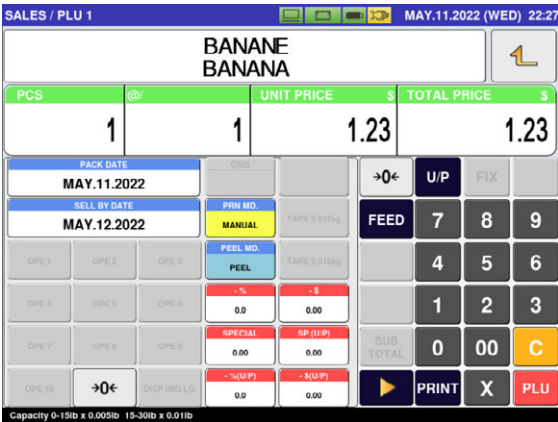 SALES / PLU 1
MAY.11.2022 (WED) 22:27
BANANE
BANANA
PCS @/ UNIT PRICE $ TOTAL PRICE $
1 1 1.23 1.23
PACK DATE
MAY.11.2022
CSIS
→0← U/P FIX
SELL BY DATE
MAY.12.2022
PRN MD.
MANUAL
TARE 0.012kg
FEED 7 8 9
OPE 1 OPE 2 OPE 3
PEEL MD.
PEEL
TARE 0.016kg
4 5 6
OPE 4 OPE 5 OPE 6
- %
0.0
- $
0.00
1 2 3
OPE 7 OPE 8 OPE 9
SPECIAL
0.00
SP.(U/P)
0.00
SUB
TOTAL
0 00 C
OPE 10 →0← DISP IMG LD.
- %(U/P)
0.0
- $(U/P)
0.00
PRINT X PLU
Capacity 0-15lb x 0.005lb 15-30lb x 0.01lb